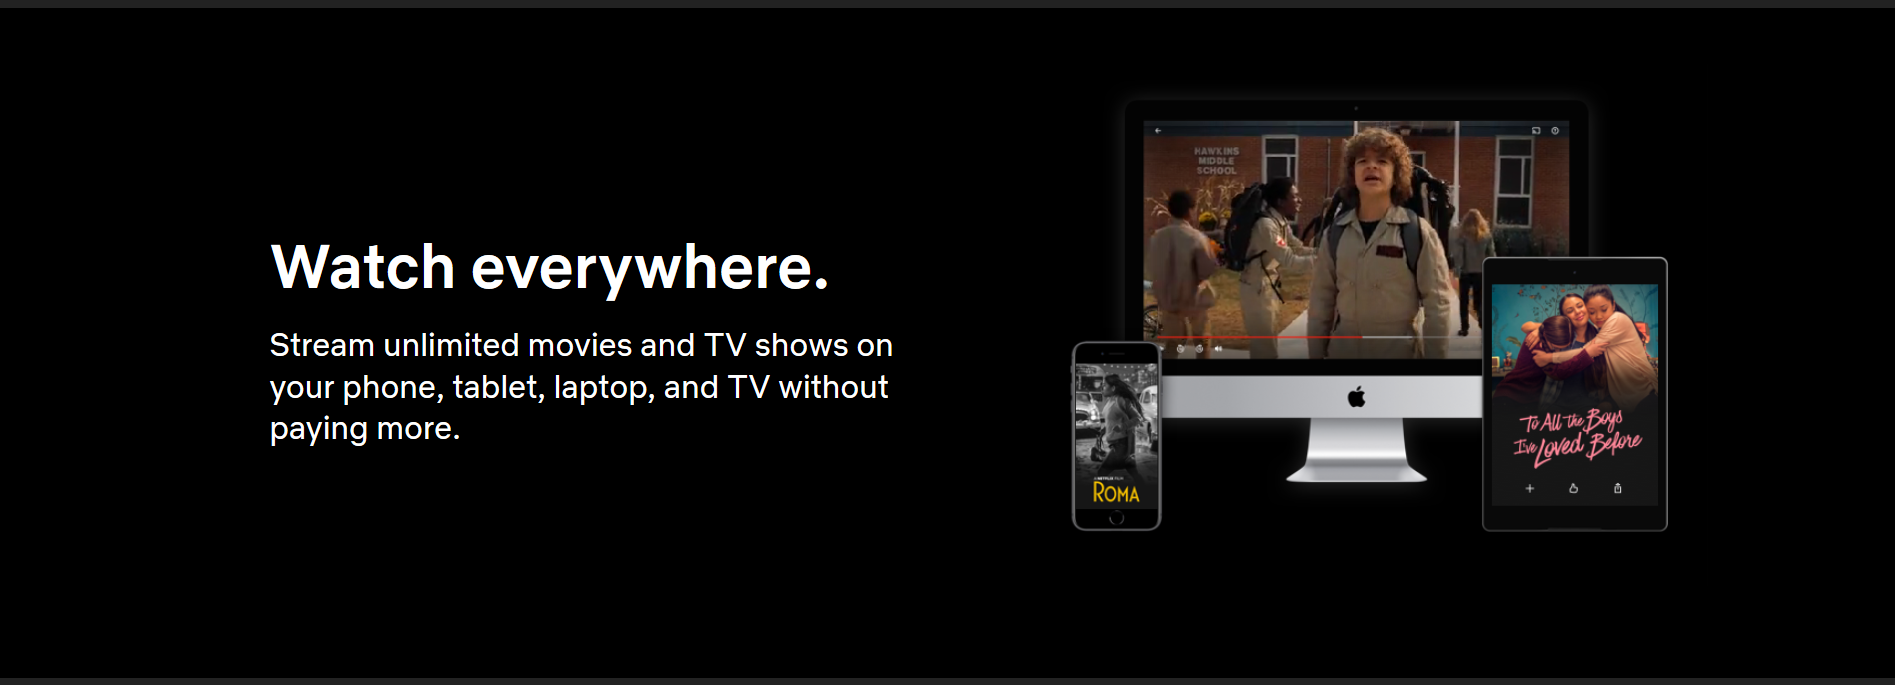 Watch everywhere.
Stream unlimited movies and TV shows on
your phone, tablet, laptop, and TV without
paying more.
HAWKINS
MIDDLE
SCHOOL
A NETFLIX FILM
ROMA
To All The Boys
I've Loved Before